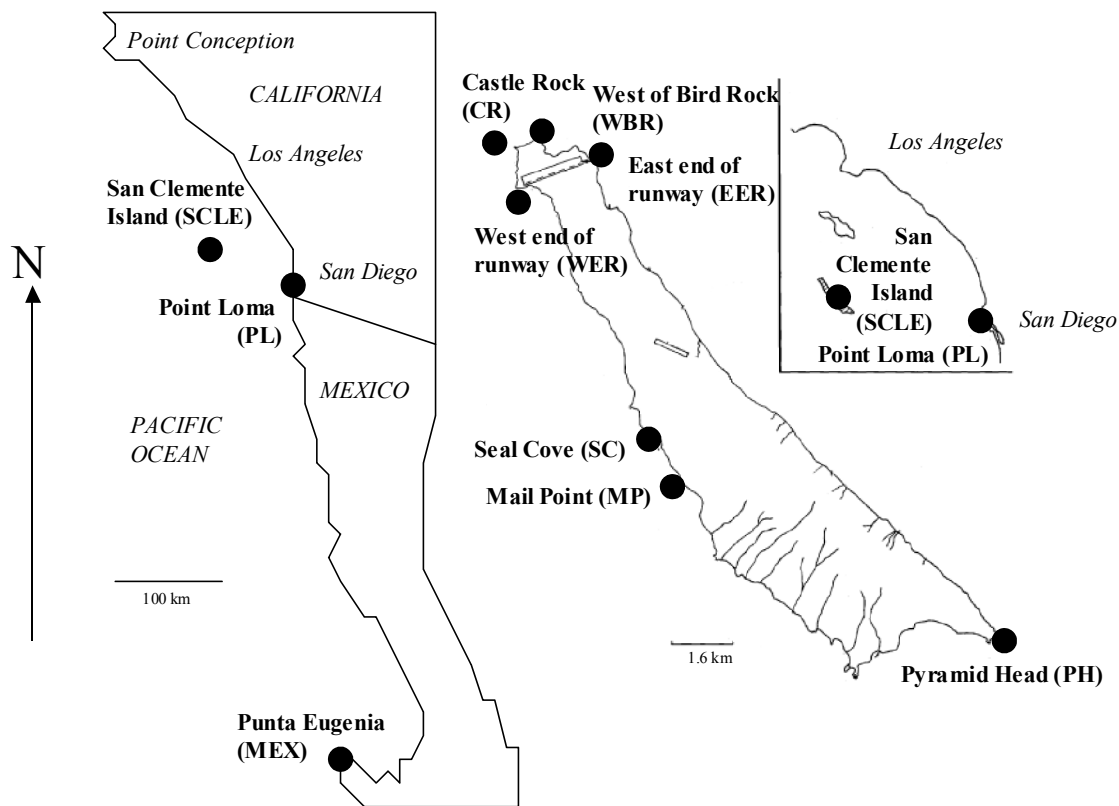 Point Conception
CALIFORNIA
Los Angeles
San Clemente
Island (SCLE)
N
San Diego
Point Loma
(PL)
MEXICO
PACIFIC
OCEAN
100 km
Punta Eugenia
(MEX)
Castle Rock
(CR)
West of Bird Rock
(WBR)
East end of
runway (EER)
West end of
runway (WER)
Seal Cove (SC)
Mail Point (MP)
1.6 km
Pyramid Head (PH)
Los Angeles
San
Clemente
Island
(SCLE)
San Diego
Point Loma (PL)